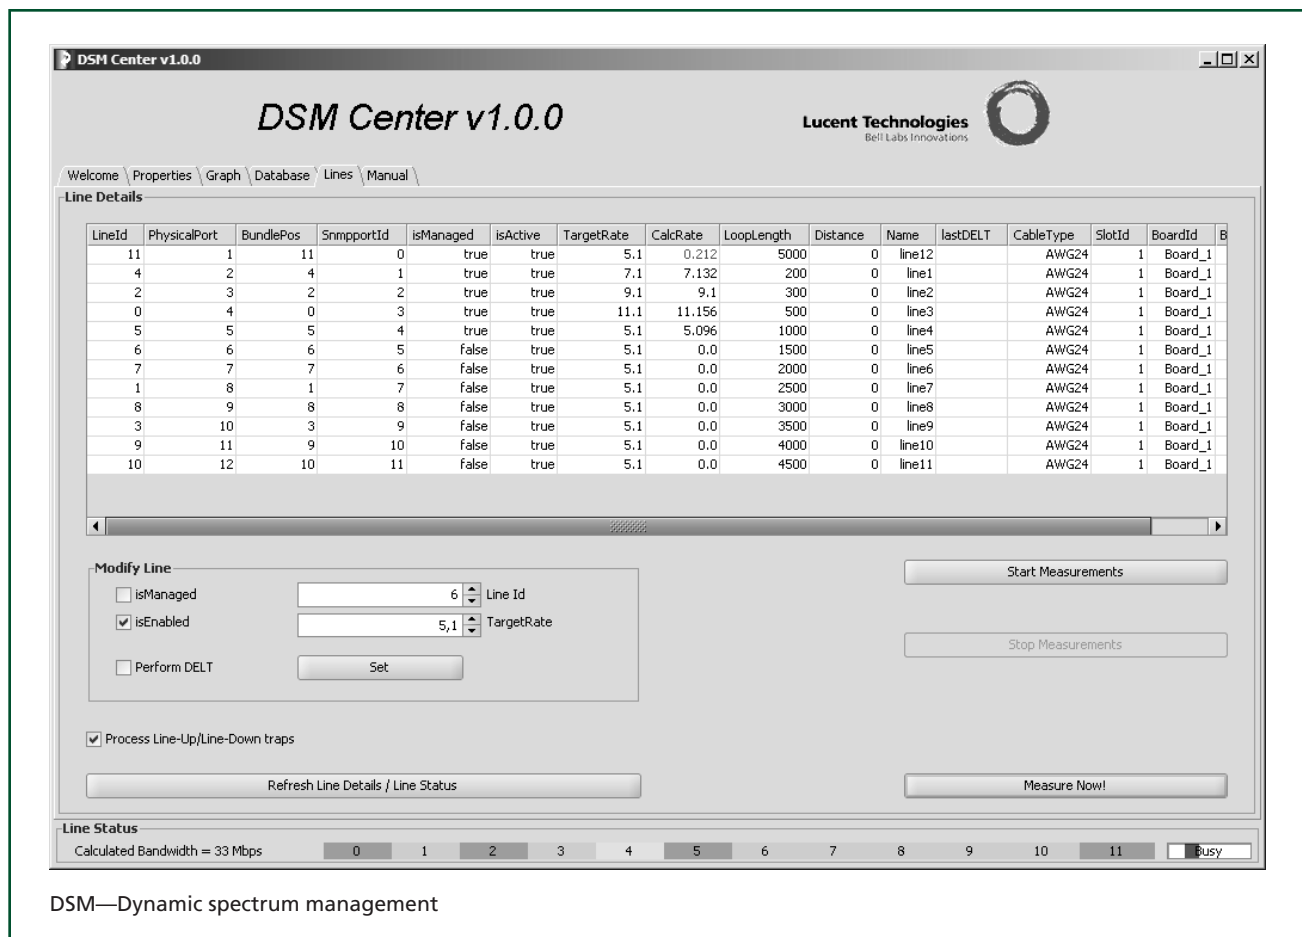 DSM Center v1.0.0
DSM Center v1.0.0
Lucent Technologies
Bell Labs Innovations
Welcome Properties Graph Database Lines Manual
Line Details
LineId PhysicalPort BundlePos SnmpportId isManaged isActive TargetRate CalcRate LoopLength Distance Name lastDELT CableType SlotId BoardId B
11 1 11 0 true true 5.1 0.212 5000 0 line12 AWG24 1 Board_1
4 2 4 1 true true 7.1 7.132 200 0 line1 AWG24 1 Board_1
2 3 2 2 true true 9.1 9.1 300 0 line2 AWG24 1 Board_1
0 4 0 3 true true 11.1 11.156 500 0 line3 AWG24 1 Board_1
5 5 5 4 true true 5.1 5.096 1000 0 line4 AWG24 1 Board_1
6 6 6 5 false true 5.1 0.0 1500 0 line5 AWG24 1 Board_1
7 7 7 6 false true 5.1 0.0 2000 0 line6 AWG24 1 Board_1
1 8 1 7 false true 5.1 0.0 2500 0 line7 AWG24 1 Board_1
8 9 8 8 false true 5.1 0.0 3000 0 line8 AWG24 1 Board_1
3 10 3 9 false true 5.1 0.0 3500 0 line9 AWG24 1 Board_1
9 11 9 10 false true 5.1 0.0 4000 0 line10 AWG24 1 Board_1
10 12 10 11 false true 5.1 0.0 4500 0 line11 AWG24 1 Board_1
Modify Line
Start Measurements
isManaged 6 Line Id
isEnabled 5,1 TargetRate
Stop Measurements
Perform DELT Set
Process Line-Up/Line-Down traps
Refresh Line Details / Line Status Measure Now!
Line Status
Calculated Bandwidth = 33 Mbps 0 1 2 3 4 5 6 7 8 9 10 11 Busy
DSM—Dynamic spectrum management